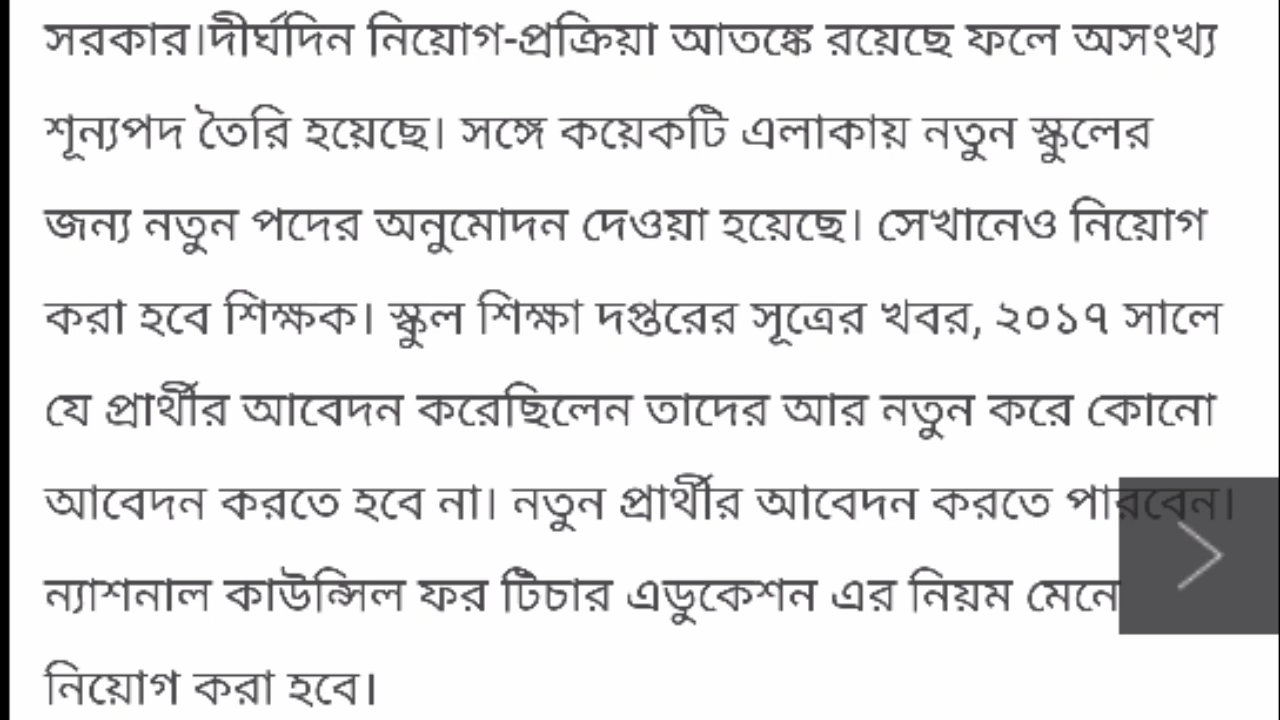 সরকার।দীর্ঘদিন নিয়োগ-প্রক্রিয়া আতঙ্কে রয়েছে ফলে অসংখ্য
শূন্যপদ তৈরি হয়েছে। সঙ্গে কয়েকটি এলাকায় নতুন স্কুলের
জন্য নতুন পদের অনুমোদন দেওয়া হয়েছে। সেখানেও নিয়োগ
করা হবে শিক্ষক। স্কুল শিক্ষা দপ্তরের সূত্রের খবর, ২০১৭ সালে
যে প্রার্থীর আবেদন করেছিলেন তাদের আর নতুন করে কোনো
আবেদন করতে হবে না। নতুন প্রার্থীর আবেদন করতে পারবেন।
ন্যাশনাল কাউন্সিল ফর টিচার এডুকেশন এর নিয়ম মেনে
নিয়োগ করা হবে।